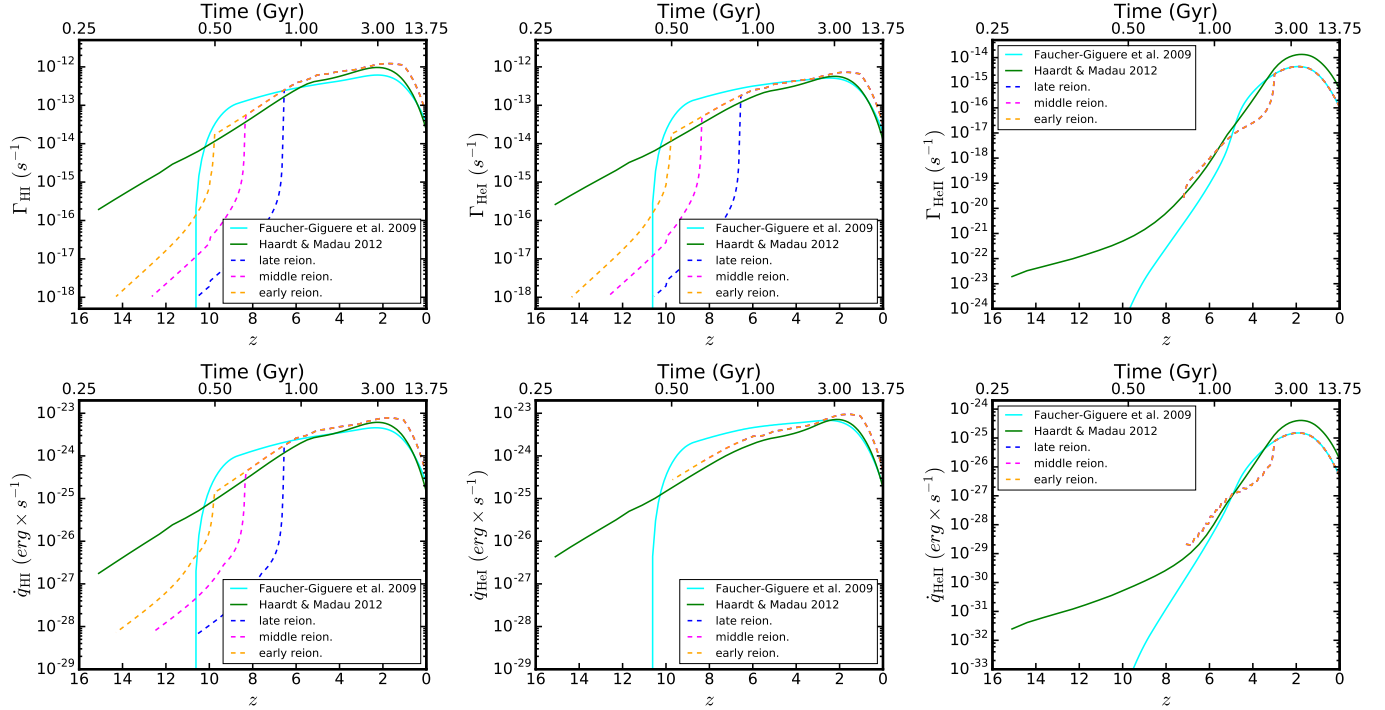 Time (Gyr)
0.25 0.50 1.00 3.00 13.75
10⁻¹²
10⁻¹³
10⁻¹⁴
10⁻¹⁵
10⁻¹⁶
10⁻¹⁷
10⁻¹⁸
Γ_HI (s⁻¹)
Faucher-Giguere et al. 2009
Haardt & Madau 2012
late reion.
middle reion.
early reion.
16 14 12 10 8 6 4 2 0
z
Time (Gyr)
0.25 0.50 1.00 3.00 13.75
10⁻¹²
10⁻¹³
10⁻¹⁴
10⁻¹⁵
10⁻¹⁶
10⁻¹⁷
10⁻¹⁸
Γ_HeI (s⁻¹)
Faucher-Giguere et al. 2009
Haardt & Madau 2012
late reion.
middle reion.
early reion.
16 14 12 10 8 6 4 2 0
z
Time (Gyr)
0.25 0.50 1.00 3.00 13.75
10⁻¹⁴
10⁻¹⁵
10⁻¹⁶
10⁻¹⁷
10⁻¹⁸
10⁻¹⁹
10⁻²⁰
10⁻²¹
10⁻²²
10⁻²³
10⁻²⁴
Γ_HeII (s⁻¹)
Faucher-Giguere et al. 2009
Haardt & Madau 2012
late reion.
middle reion.
early reion.
16 14 12 10 8 6 4 2 0
z
Time (Gyr)
0.25 0.50 1.00 3.00 13.75
10⁻²³
10⁻²⁴
10⁻²⁵
10⁻²⁶
10⁻²⁷
10⁻²⁸
10⁻²⁹
q̇_HI (erg × s⁻¹)
Faucher-Giguere et al. 2009
Haardt & Madau 2012
late reion.
middle reion.
early reion.
16 14 12 10 8 6 4 2 0
z
Time (Gyr)
0.25 0.50 1.00 3.00 13.75
10⁻²³
10⁻²⁴
10⁻²⁵
10⁻²⁶
10⁻²⁷
10⁻²⁸
10⁻²⁹
q̇_HeI (erg × s⁻¹)
Faucher-Giguere et al. 2009
Haardt & Madau 2012
late reion.
middle reion.
early reion.
16 14 12 10 8 6 4 2 0
z
Time (Gyr)
0.25 0.50 1.00 3.00 13.75
10⁻²⁴
10⁻²⁵
10⁻²⁶
10⁻²⁷
10⁻²⁸
10⁻²⁹
10⁻³⁰
10⁻³¹
10⁻³²
10⁻³³
q̇_HeII (erg × s⁻¹)
Faucher-Giguere et al. 2009
Haardt & Madau 2012
late reion.
middle reion.
early reion.
16 14 12 10 8 6 4 2 0
z